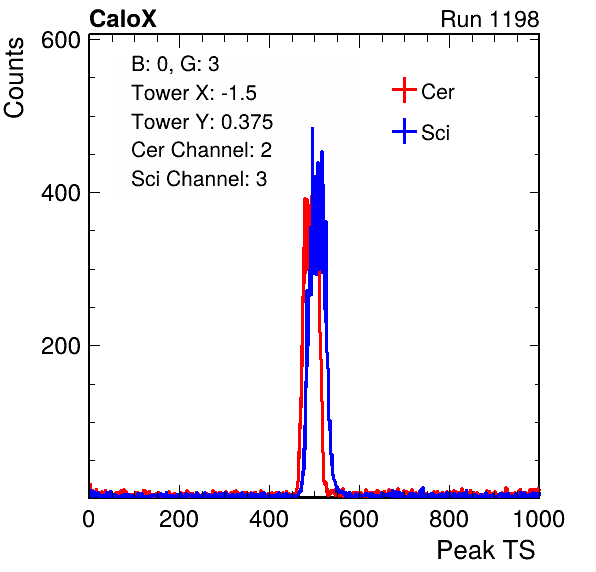 CaloX Run 1198
600
Counts
B: 0, G: 3
Tower X: -1.5
Tower Y: 0.375
Cer Channel: 2
Sci Channel: 3
Cer
Sci
400
200
0 200 400 600 800 1000
Peak TS